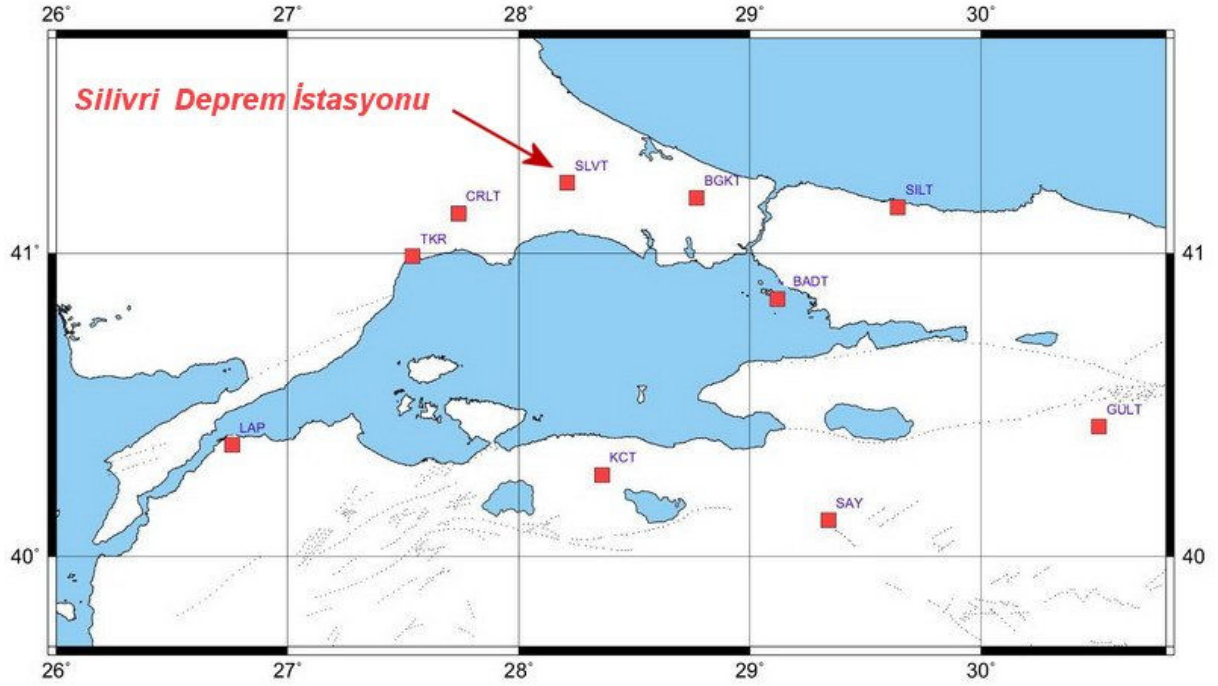 26 27 28 29 30
Silivri Deprem İstasyonu
SLVT
BGKT
SILT
CRLT
TKR
41° 41
BADT
GULT
LAP
KCT
SAY
40° 40
26° 27° 28° 29° 30°